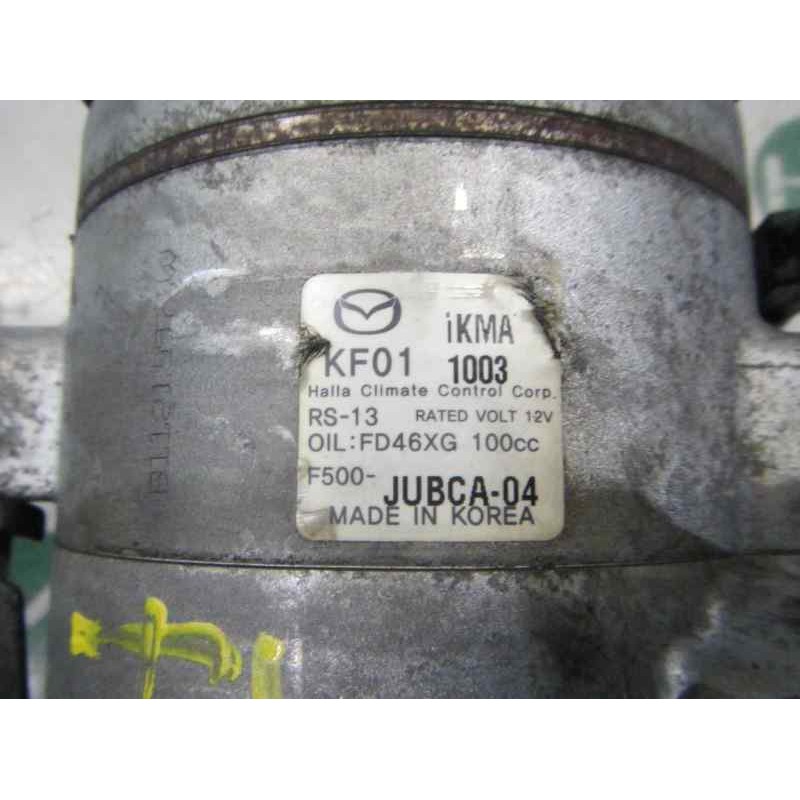 iKMA
KF01 1003
Halla Climate Control Corp.
RS-13 RATED VOLT 12V
OIL:FD46XG 100cc
F500-JUBCA-04
MADE IN KOREA